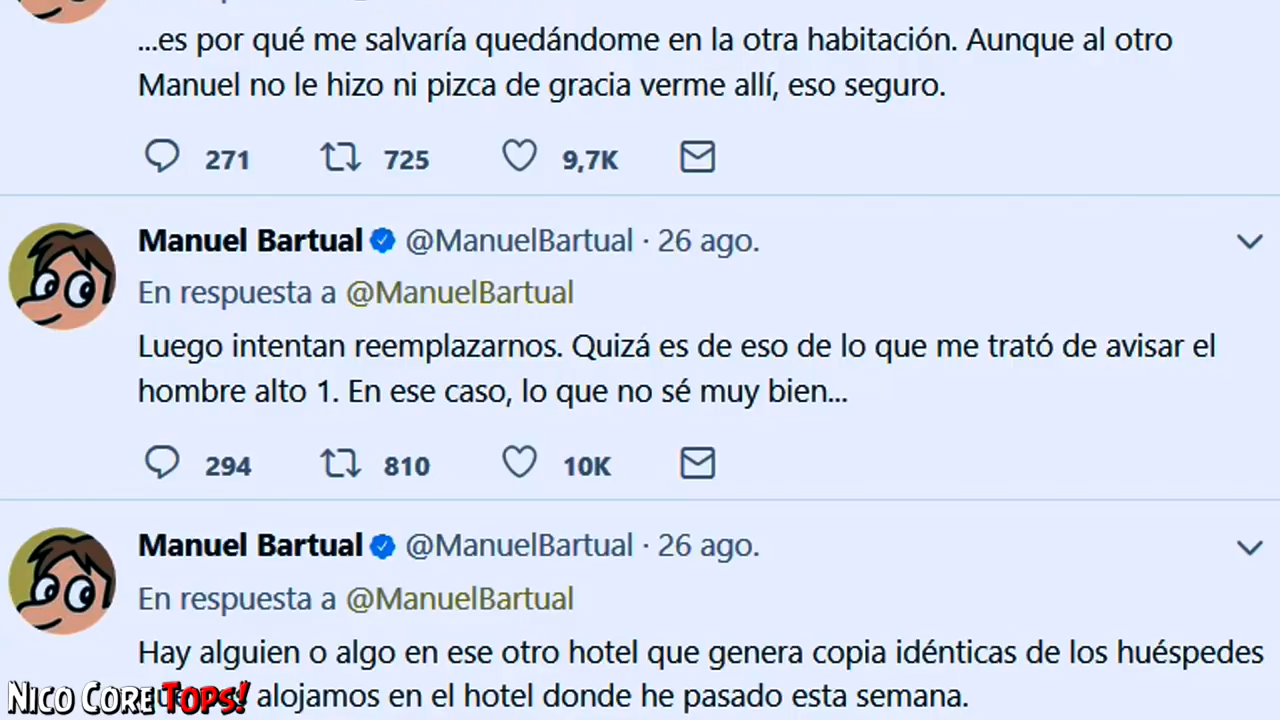 ...es por qué me salvaría quedándome en la otra habitación. Aunque al otro
Manuel no le hizo ni pizca de gracia verme allí, eso seguro.
271 725 9,7K
Manuel Bartual @ManuelBartual · 26 ago.
En respuesta a @ManuelBartual
Luego intentan reemplazarnos. Quizá es de eso de lo que me trató de avisar el
hombre alto 1. En ese caso, lo que no sé muy bien...
294 810 10K
Manuel Bartual @ManuelBartual · 26 ago.
En respuesta a @ManuelBartual
Hay alguien o algo en ese otro hotel que genera copia idénticas de los huéspedes
alojamos en el hotel donde he pasado esta semana.
Nico Core Tops!